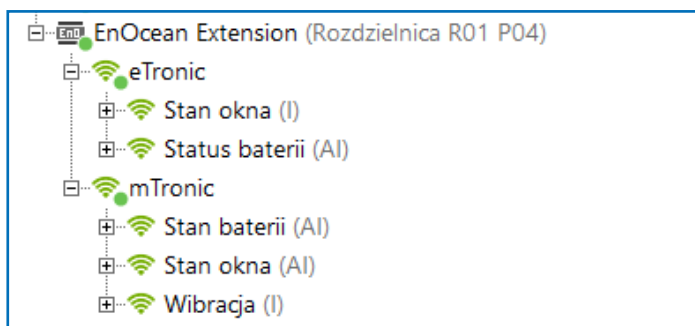 EnO EnOcean Extension (Rozdzielnica R01 P04)
eTronic
Stan okna (I)
Status baterii (AI)
mTronic
Stan baterii (AI)
Stan okna (AI)
Wibracja (I)